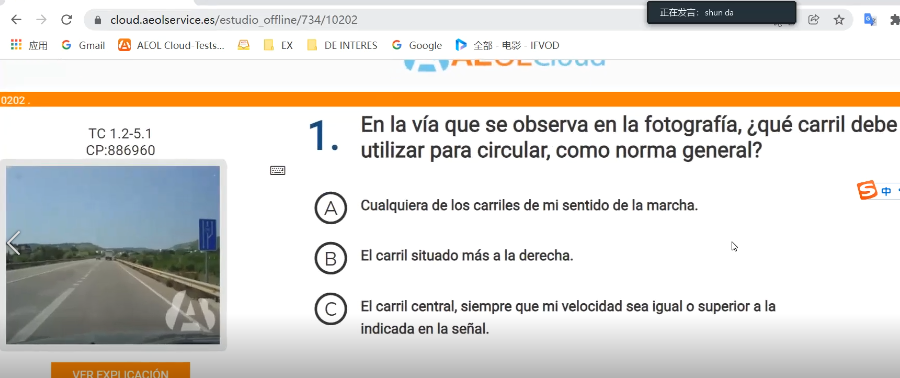 正在发言: shun da
cloud.aeolservice.es/estudio_offline/734/10202
应用 Gmail AEOL Cloud-Tests... EX DE INTERES Google 全部 - 电影 - IFVOD
AEOLCloud
0202 .
TC 1.2-5.1
CP:886960
1. En la vía que se observa en la fotografía, ¿qué carril debe
utilizar para circular, como norma general?
中
A Cualquiera de los carriles de mi sentido de la marcha.
B El carril situado más a la derecha.
C El carril central, siempre que mi velocidad sea igual o superior a la
indicada en la señal.
VER EXPLICACIÓN